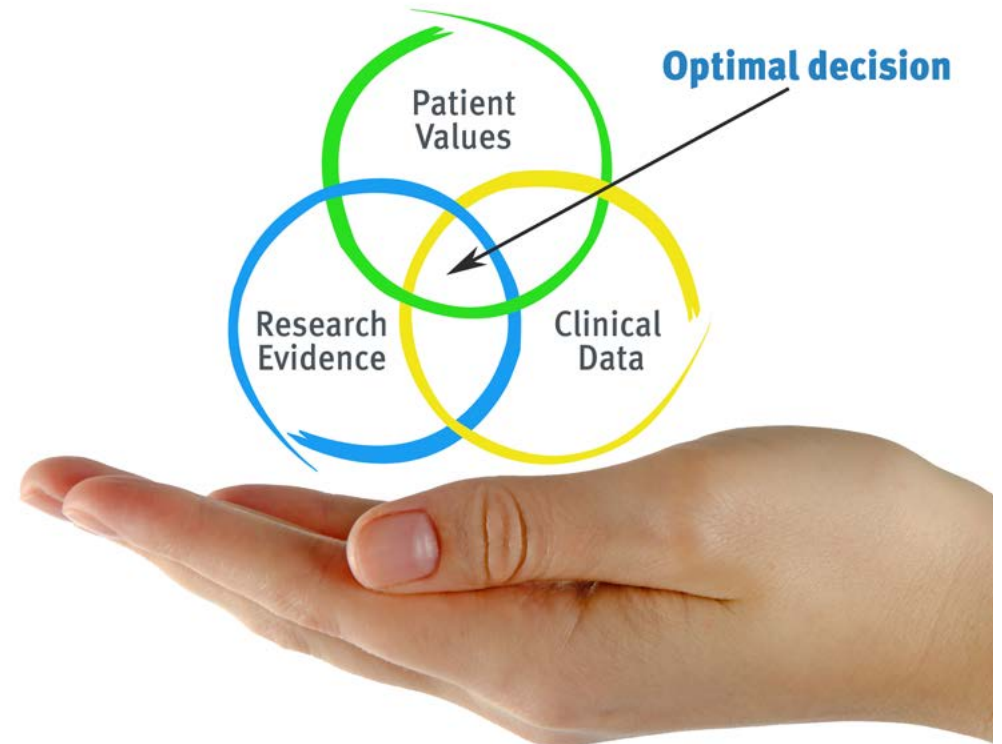 Optimal decision
Patient
Values
Research
Evidence
Clinical
Data